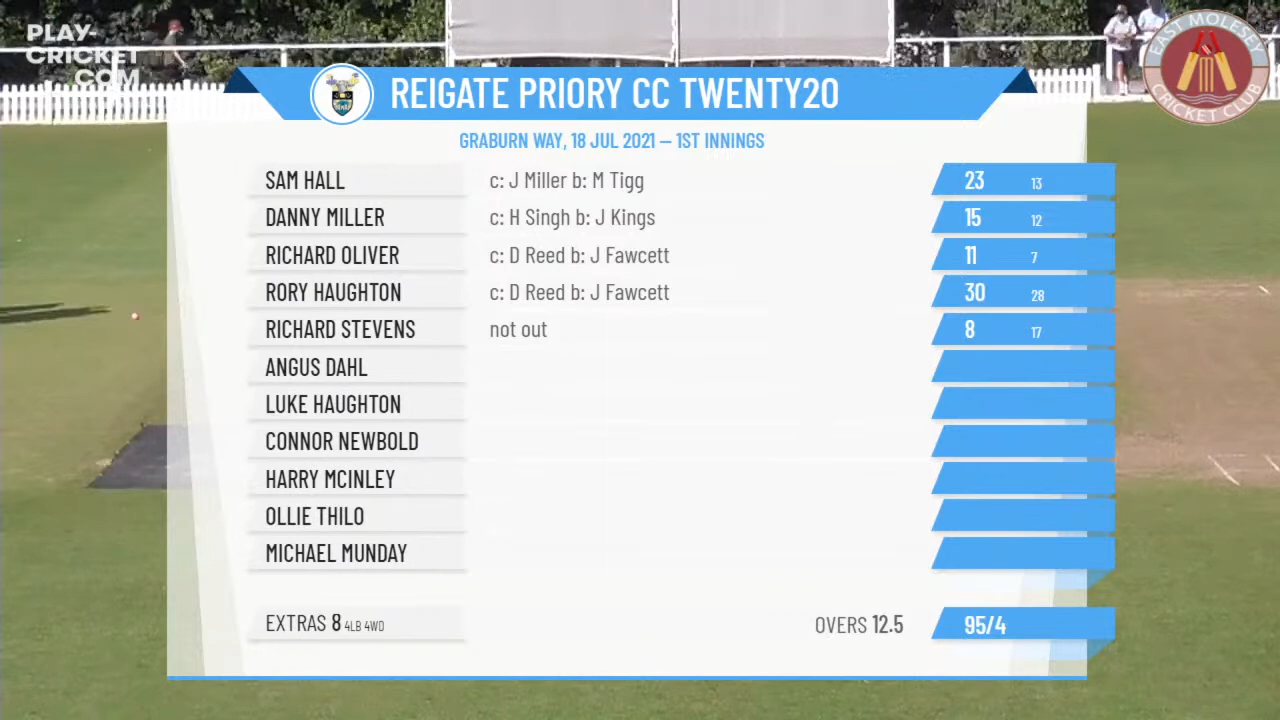 PLAY-
CRICKET
.COM
EAST MOLESEY
CRICKET CLUB
REIGATE PRIORY CC TWENTY20
GRABURN WAY, 18 JUL 2021 – 1ST INNINGS
SAM HALL c: J Miller b: M Tigg 23 13
DANNY MILLER c: H Singh b: J Kings 15 12
RICHARD OLIVER c: D Reed b: J Fawcett 11 7
RORY HAUGHTON c: D Reed b: J Fawcett 30 28
RICHARD STEVENS not out 8 17
ANGUS DAHL
LUKE HAUGHTON
CONNOR NEWBOLD
HARRY MCINLEY
OLLIE THILO
MICHAEL MUNDAY
EXTRAS 8 4LB 4WD OVERS 12.5 95/4